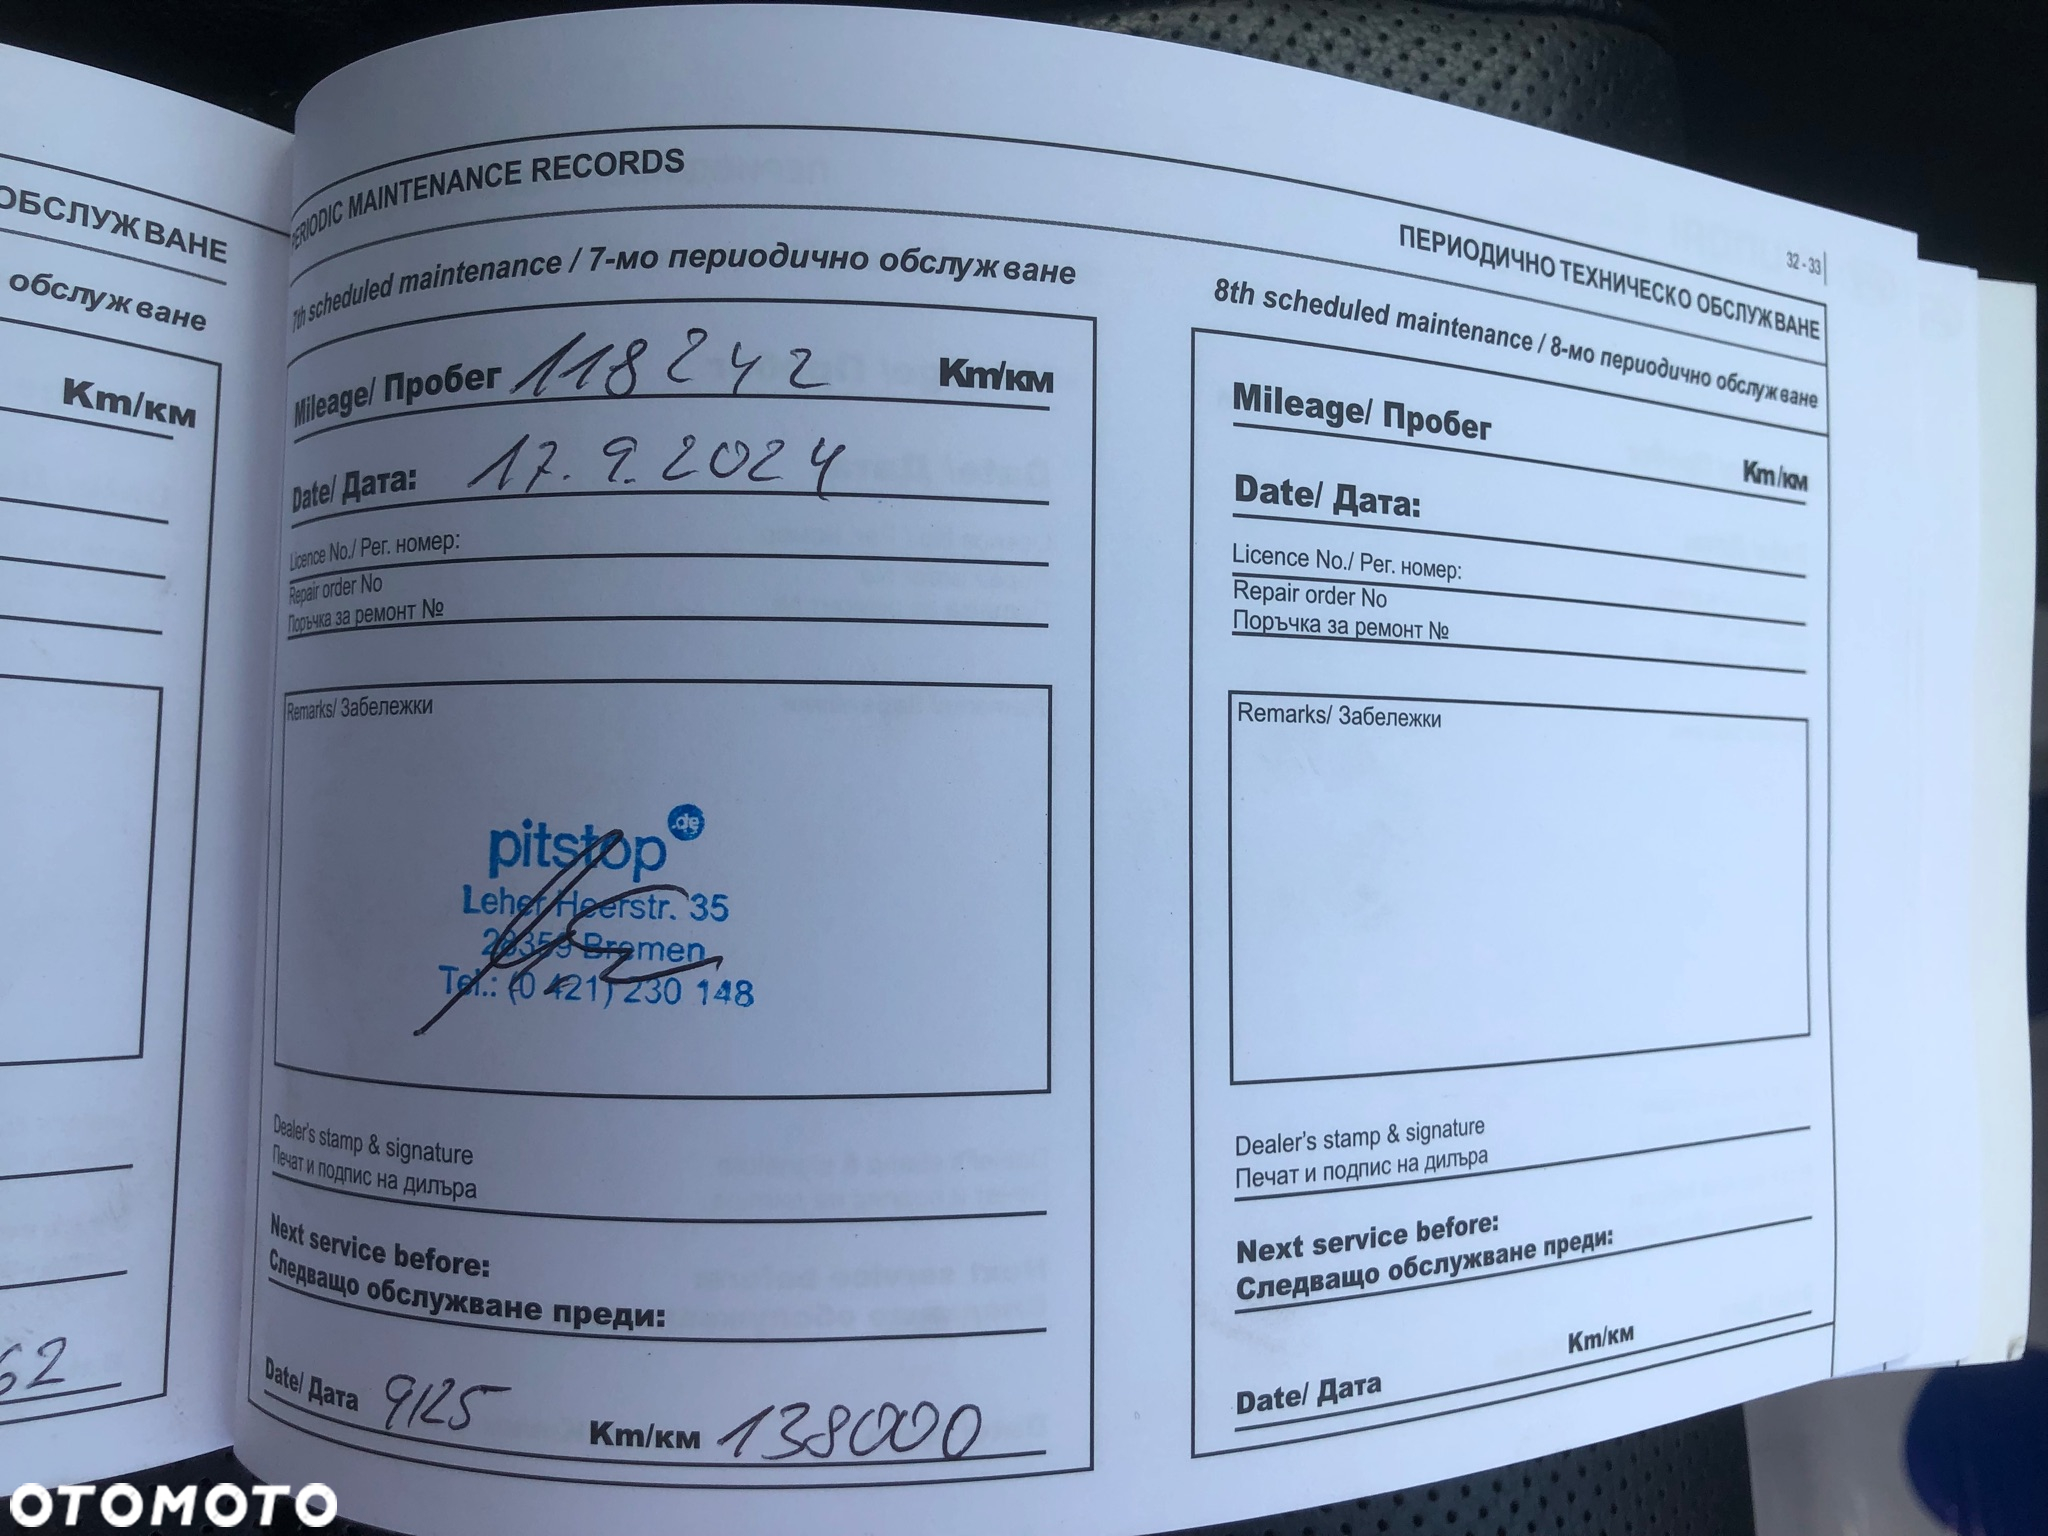 ОБСЛУЖВАНЕ
обслужване
Km/км
62
PERIODIC MAINTENANCE RECORDS
7th scheduled maintenance / 7-мо периодично обслужване
Mileage/ Пробег 118242 Km/км
Date/ Дата: 17.9.2024
Licence No./ Рег. номер:
Repair order No
Поръчка за ремонт №
Remarks/ Забележки
pitstop.de
Leher Heerstr. 35
28359 Bremen
Tel.: (0 421) 230 148
Dealer's stamp & signature
Печат и подпис на дилъра
Next service before:
Следващо обслужване преди:
Date/ Дата 9/25 Km/км 138000
ПЕРИОДИЧНО ТЕХНИЧЕСКО ОБСЛУЖВАНЕ
32 - 33
8th scheduled maintenance / 8-мо периодично обслужване
Mileage/ Пробег
Km/км
Date/ Дата:
Licence No./ Рег. номер:
Repair order No
Поръчка за ремонт №
Remarks/ Забележки
Dealer's stamp & signature
Печат и подпис на дилъра
Next service before:
Следващо обслужване преди:
Km/км
Date/ Дата
OTOMOTO